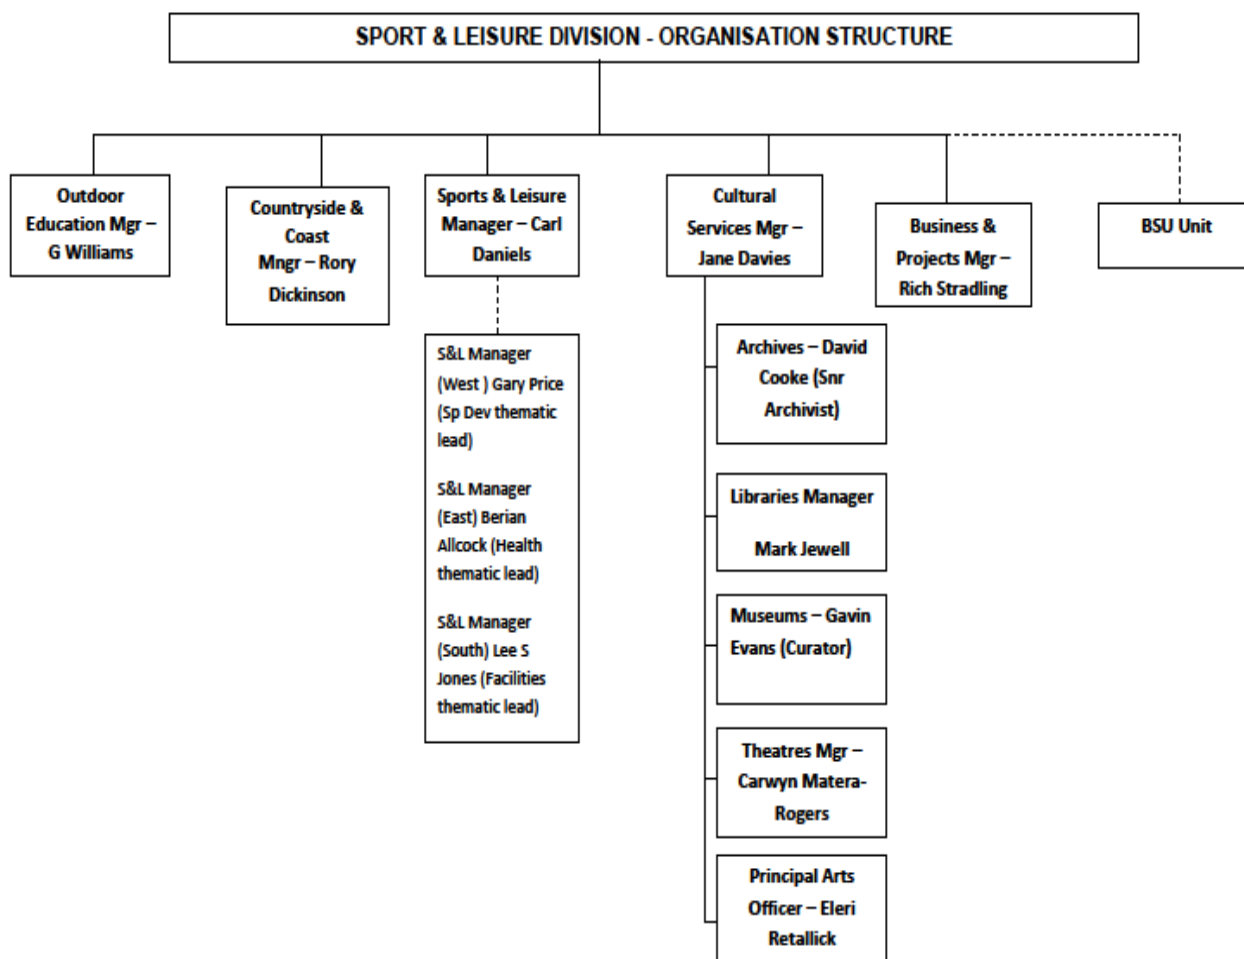 SPORT & LEISURE DIVISION - ORGANISATION STRUCTURE
Outdoor
Education Mgr –
G Williams
Countryside &
Coast
Mngr – Rory
Dickinson
Sports & Leisure
Manager – Carl
Daniels
Cultural
Services Mgr –
Jane Davies
Business &
Projects Mgr –
Rich Stradling
BSU Unit
S&L Manager
(West ) Gary Price
(Sp Dev thematic
lead)
S&L Manager
(East) Berian
Allcock (Health
thematic lead)
S&L Manager
(South) Lee S
Jones (Facilities
thematic lead)
Archives – David
Cooke (Snr
Archivist)
Libraries Manager
Mark Jewell
Museums – Gavin
Evans (Curator)
Theatres Mgr –
Carwyn Matera-
Rogers
Principal Arts
Officer – Eleri
Retallick